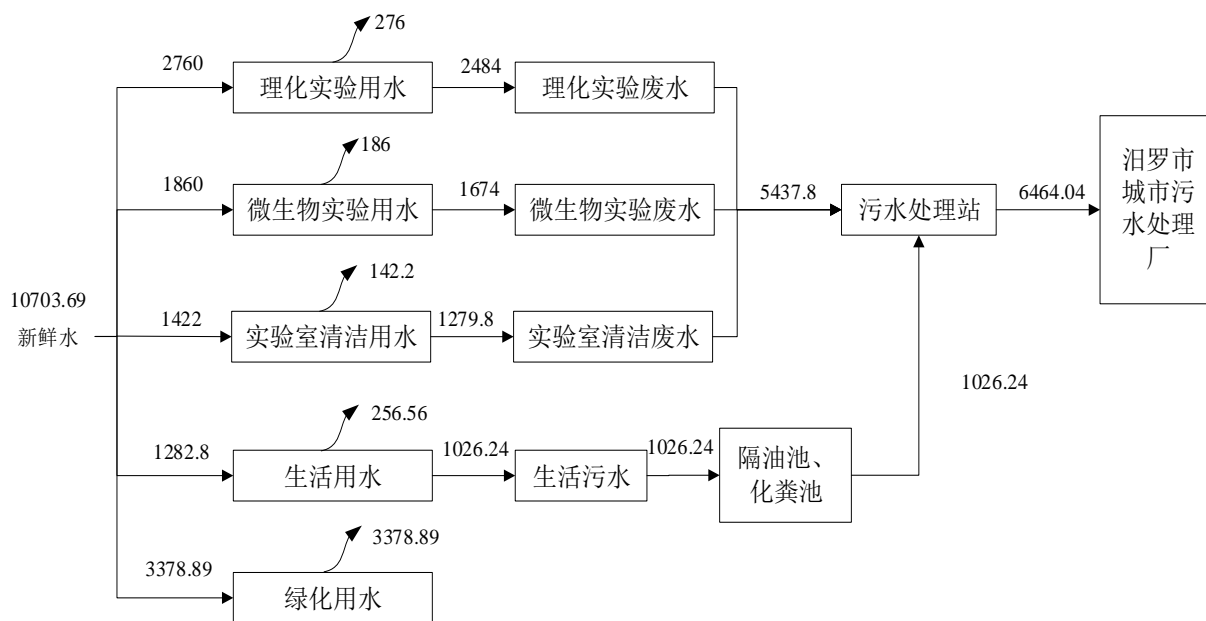 276
2760
理化实验用水
2484
理化实验废水
186
1860
微生物实验用水
1674
微生物实验废水
5437.8
污水处理站
6464.04
汨罗市
城市污
水处理
厂
10703.69
新鲜水
142.2
1422
实验室清洁用水
1279.8
实验室清洁废水
1026.24
256.56
1282.8
生活用水
1026.24
生活污水
1026.24
隔油池、
化粪池
3378.89
3378.89
绿化用水